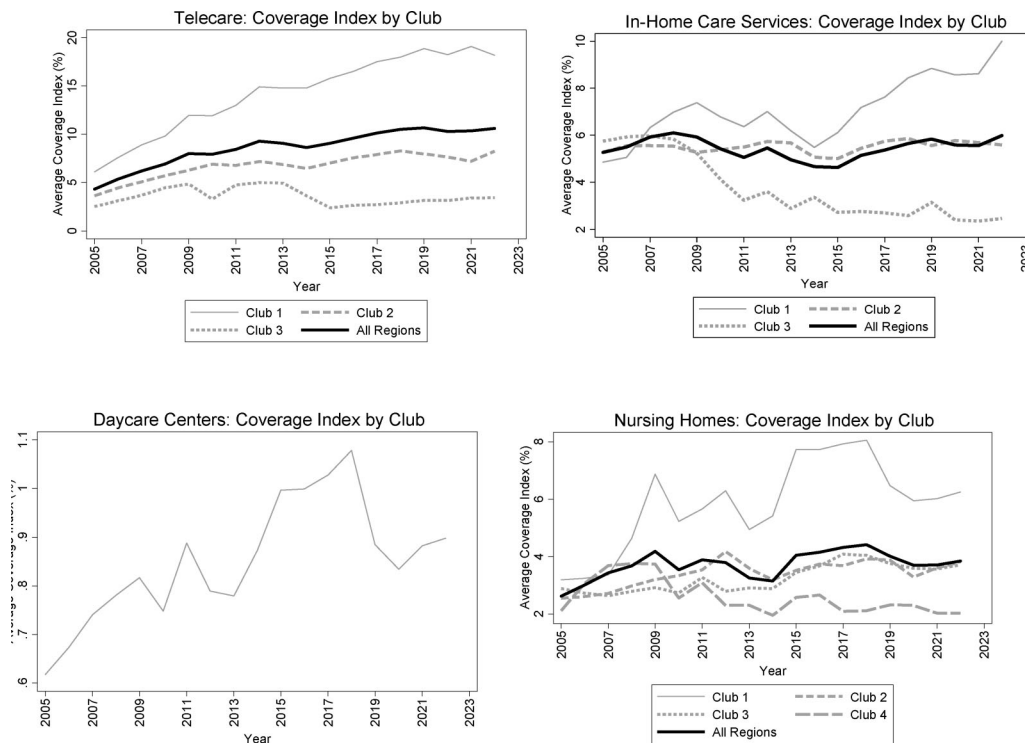 Telecare: Coverage Index by Club
Average Coverage Index (%)
20
15
10
5
0
2005
2007
2009
2011
2013
2015
2017
2019
2021
2023
Year
Club 1
Club 2
Club 3
All Regions
In-Home Care Services: Coverage Index by Club
Average Coverage Index (%)
10
8
6
4
2
2005
2007
2009
2011
2013
2015
2017
2019
2021
2023
Year
Club 1
Club 2
Club 3
All Regions
Daycare Centers: Coverage Index by Club
Average Coverage Index (%)
1.1
1
.9
.8
.7
.6
2005
2007
2009
2011
2013
2015
2017
2019
2021
2023
Year
Nursing Homes: Coverage Index by Club
Average Coverage Index (%)
8
6
4
2
2005
2007
2009
2011
2013
2015
2017
2019
2021
2023
Year
Club 1
Club 2
Club 3
Club 4
All Regions